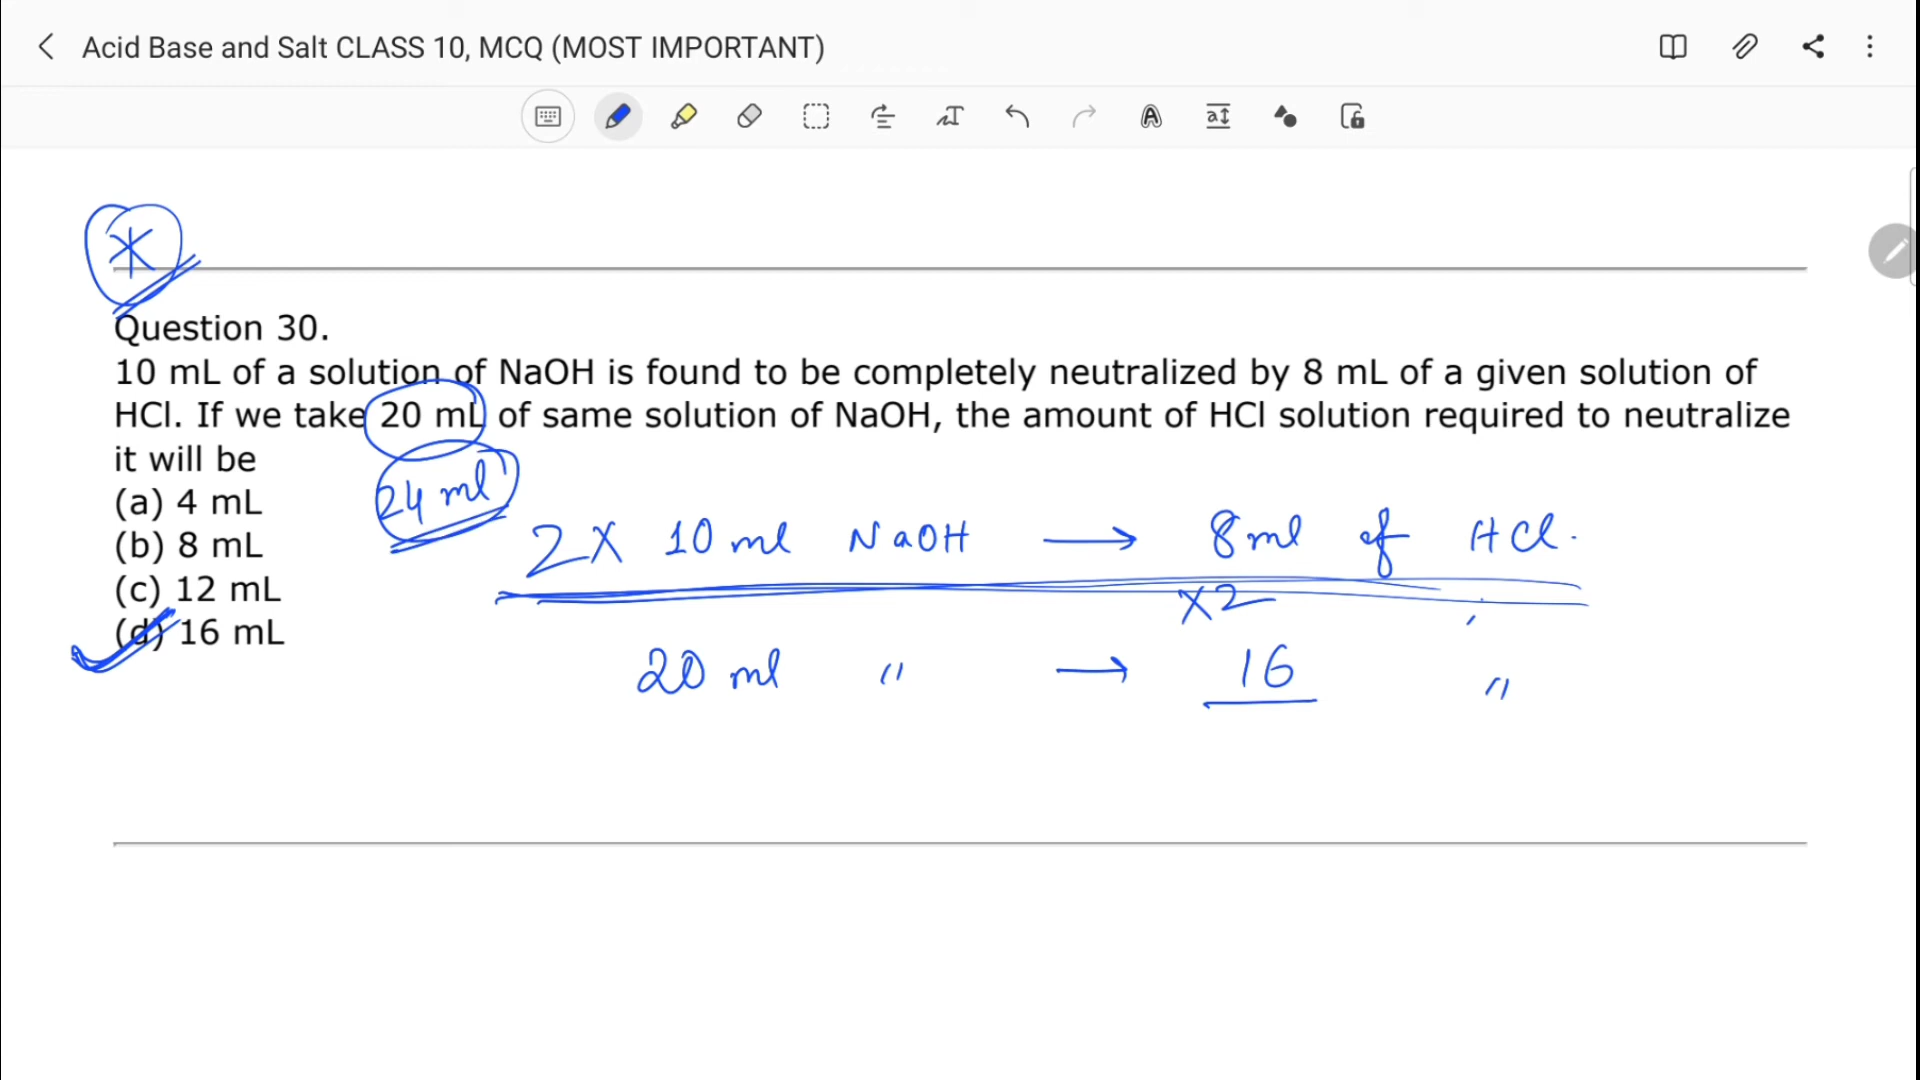 Acid Base and Salt CLASS 10, MCQ (MOST IMPORTANT)
Question 30.
10 mL of a solution of NaOH is found to be completely neutralized by 8 mL of a given solution of
HCl. If we take 20 mL of same solution of NaOH, the amount of HCl solution required to neutralize
it will be
(a) 4 mL
(b) 8 mL
(c) 12 mL
(d) 16 mL
24 ml
2 X 10 ml NaOH → 8 ml of HCl.
X2
20 ml " → 16 "